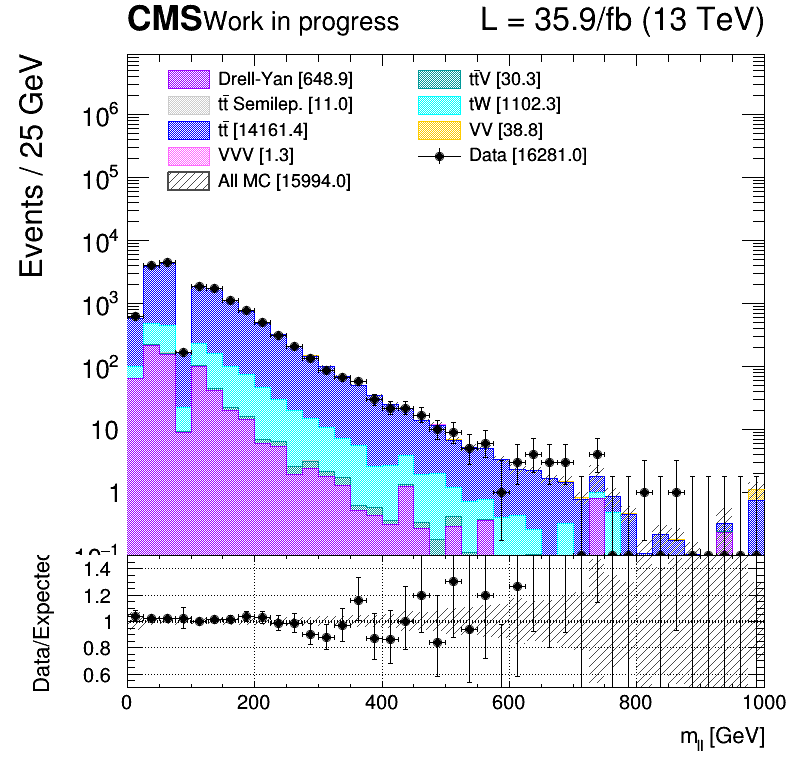 CMS Work in progress L = 35.9/fb (13 TeV)
Events / 25 GeV
Drell-Yan [648.9]
tt̄ Semilep. [11.0]
tt̄ [14161.4]
VVV [1.3]
All MC [15994.0]
tt̄V [30.3]
tW [1102.3]
VV [38.8]
Data [16281.0]
10⁶
10⁵
10⁴
10³
10²
10
1
10⁻¹
Data/Expected
1.4
1.2
1
0.8
0.6
0 200 400 600 800 1000
m_ll [GeV]